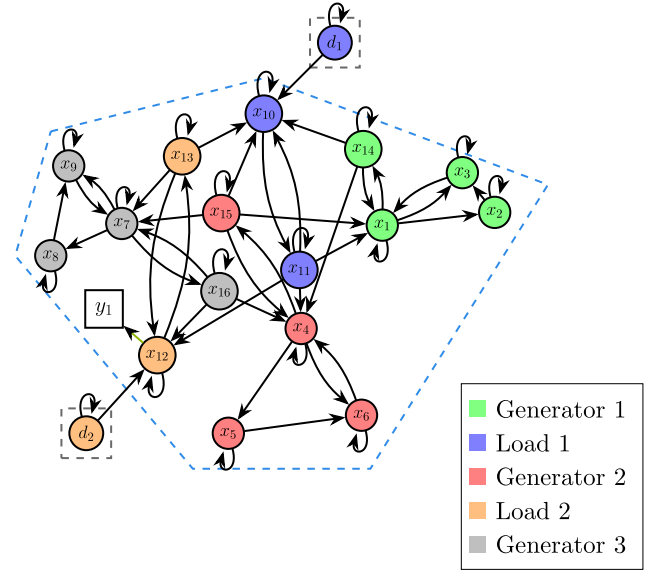 d₁
x₁₀
x₁₄
x₁₃
x₉
x₃
x₁₅
x₂
x₇
x₁
x₈
x₁₁
x₁₆
y₁
x₄
x₁₂
x₆
d₂
x₅
Generator 1
Load 1
Generator 2
Load 2
Generator 3